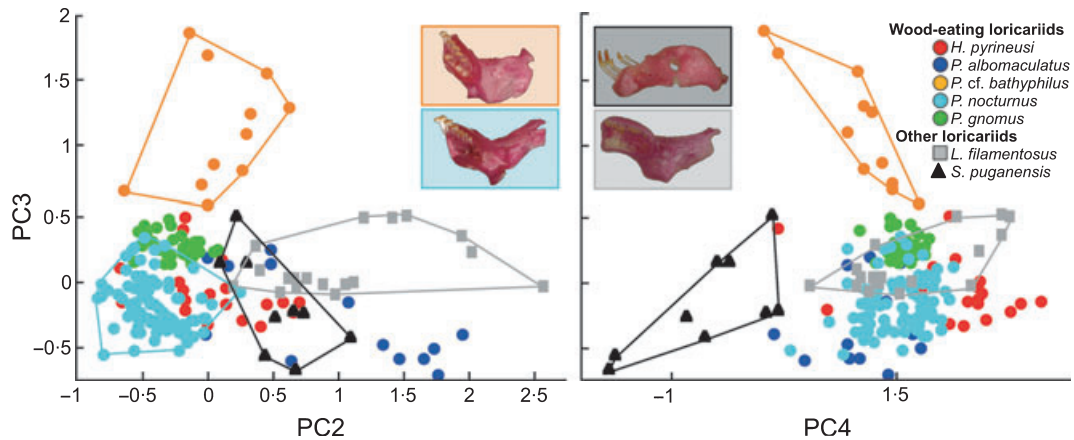 2
1·5
1
0·5
0
−0·5
PC3
−1
−0·5
0
0·5
1
1·5
2
2·5
PC2
−1
1·5
PC4
Wood-eating loricariids
H. pyrineusi
P. albomaculatus
P. cf. bathyphilus
P. nocturnus
P. gnomus
Other loricariids
L. filamentosus
S. puganensis